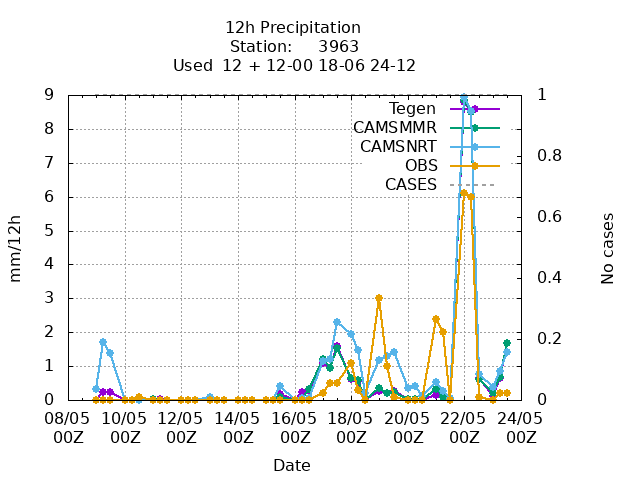 12h Precipitation
Station: 3963
Used 12 + 12-00 18-06 24-12
9 1
Tegen
8 CAMSMMR
CAMSNRT
7 0.8
OBS
CASES
6 0.6
5
4 0.4
3
2 0.2
1
0 0
mm/12h
No cases
08/05 10/05 12/05 14/05 16/05 18/05 20/05 22/05 24/05
00Z 00Z 00Z 00Z 00Z 00Z 00Z 00Z 00Z
Date